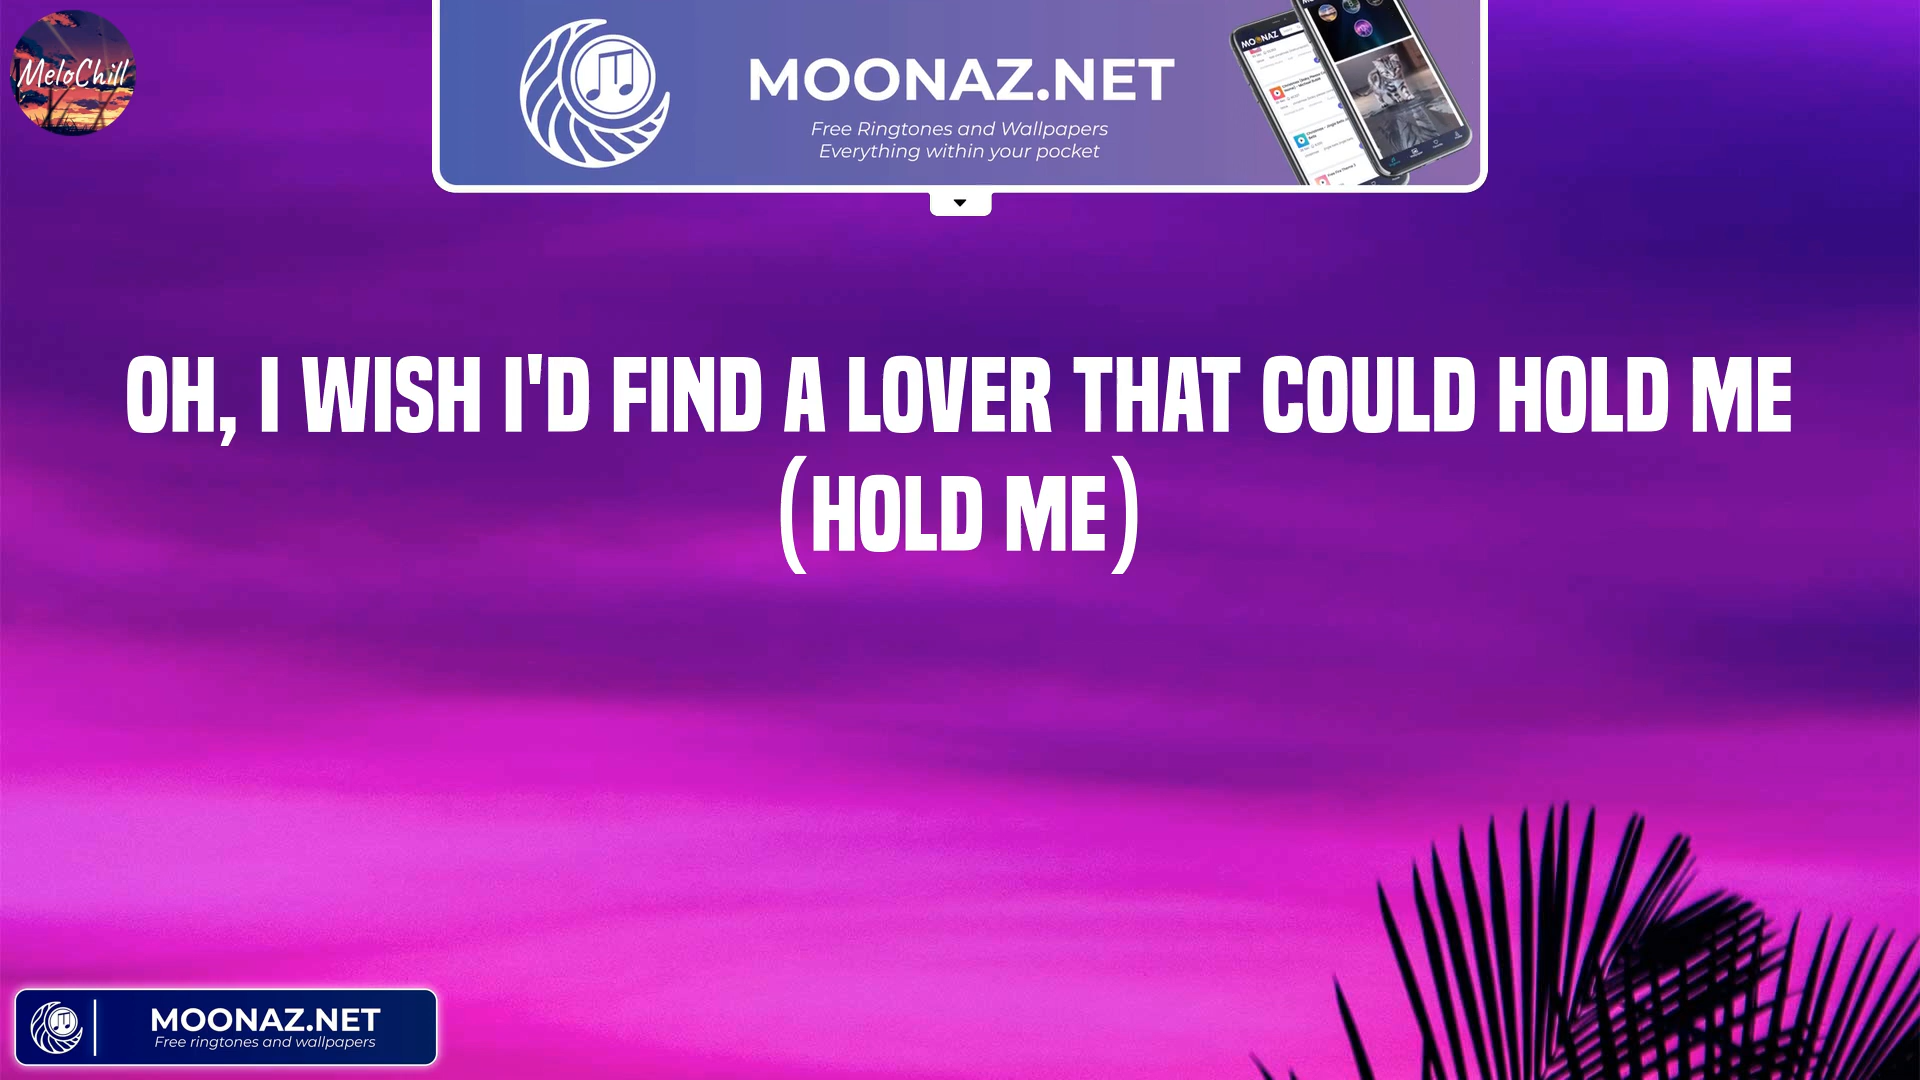 MeloChill
MOONAZ.NET
Free Ringtones and Wallpapers
Everything within your pocket
MOONAZ
OH, I WISH I'D FIND A LOVER THAT COULD HOLD ME
(HOLD ME)
MOONAZ.NET
Free ringtones and wallpapers